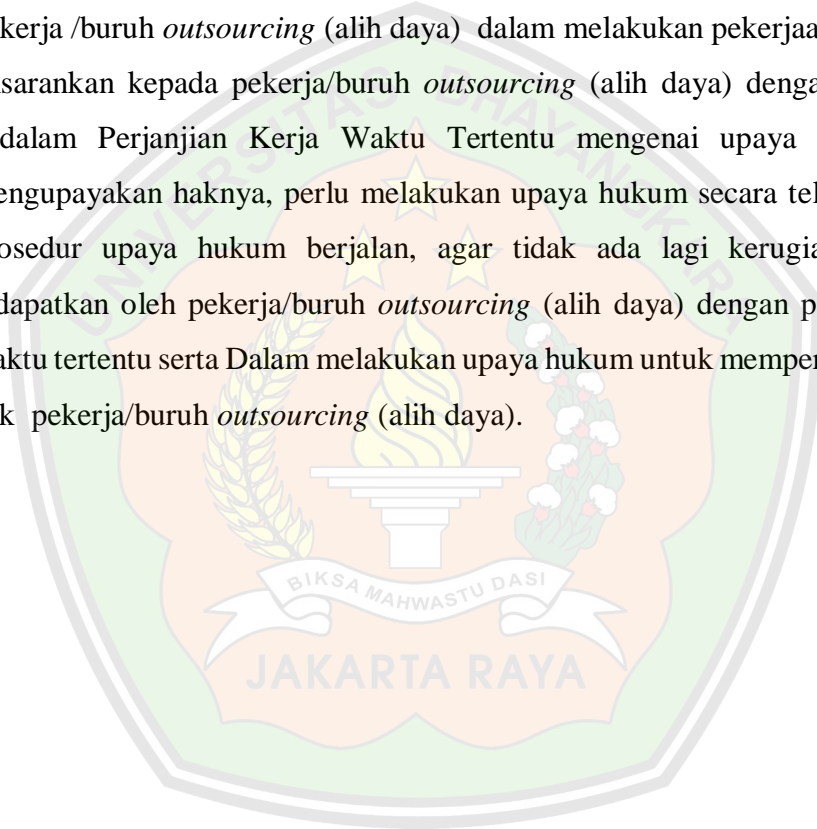 kerja /buruh outsourcing (alih daya) dalam melakukan pekerjaa
sarankan kepada pekerja/buruh outsourcing (alih daya) denga
dalam Perjanjian Kerja Waktu Tertentu mengenai upaya
engupayakan haknya, perlu melakukan upaya hukum secara tel
osedur upaya hukum berjalan, agar tidak ada lagi kerugia
dapatkan oleh pekerja/buruh outsourcing (alih daya) dengan p
aktu tertentu serta Dalam melakukan upaya hukum untuk memper
k pekerja/buruh outsourcing (alih daya).
UNIVERSITAS BHAYANGKARA
BIKSA MAHWASTU DASI
JAKARTA RAYA